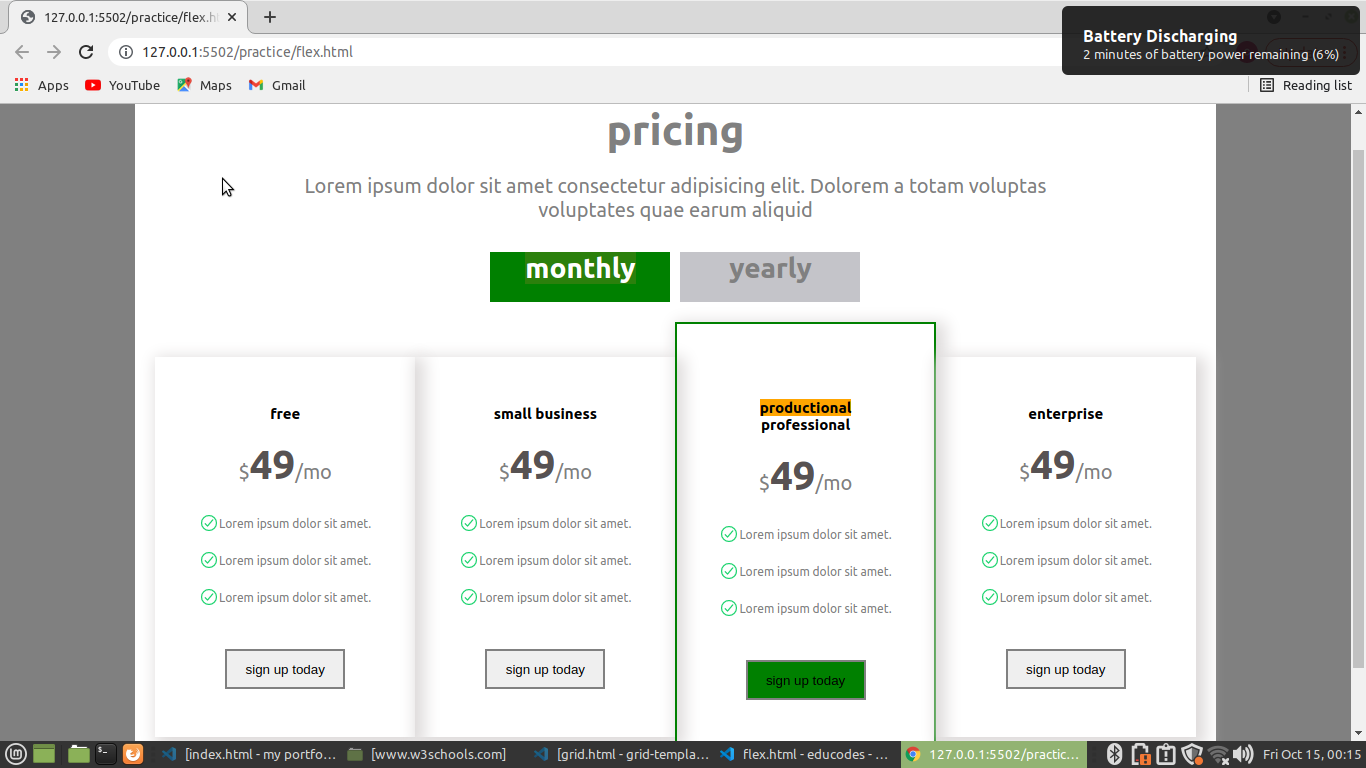 127.0.0.1:5502/practice/flex.h
Battery Discharging
2 minutes of battery power remaining (6%)
127.0.0.1:5502/practice/flex.html
Apps YouTube Maps Gmail Reading list
pricing
Lorem ipsum dolor sit amet consectetur adipisicing elit. Dolorem a totam voluptas
voluptates quae earum aliquid
monthly yearly
free
$49/mo
Lorem ipsum dolor sit amet.
Lorem ipsum dolor sit amet.
Lorem ipsum dolor sit amet.
sign up today
small business
$49/mo
Lorem ipsum dolor sit amet.
Lorem ipsum dolor sit amet.
Lorem ipsum dolor sit amet.
sign up today
productional
professional
$49/mo
Lorem ipsum dolor sit amet.
Lorem ipsum dolor sit amet.
Lorem ipsum dolor sit amet.
sign up today
enterprise
$49/mo
Lorem ipsum dolor sit amet.
Lorem ipsum dolor sit amet.
Lorem ipsum dolor sit amet.
sign up today
[index.html - my portfo... [www.w3schools.com] [grid.html - grid-templa... flex.html - educodes - ... 127.0.0.1:5502/practic... Fri Oct 15, 00:15